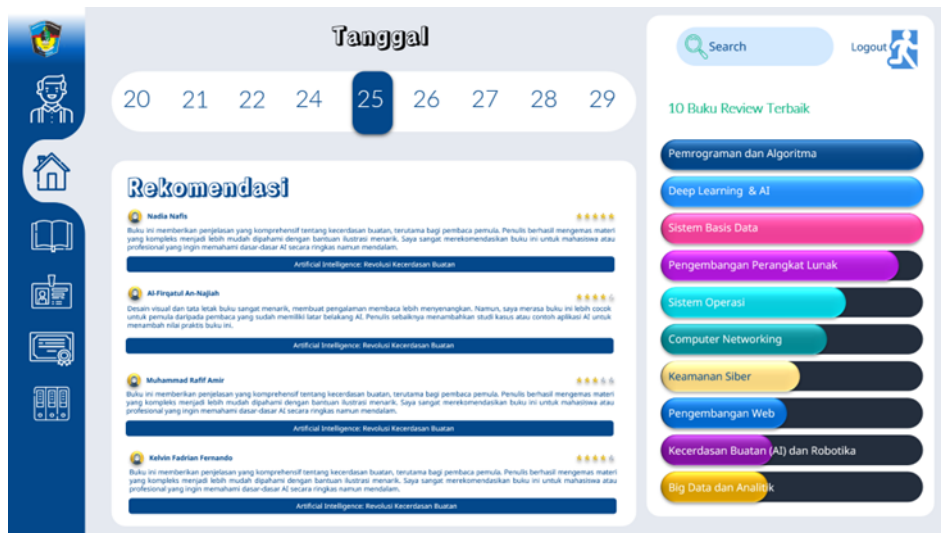 Tanggal
20 21 22 24 25 26 27 28 29
Rekomendasi
Nadia Nafis
Buku ini memberikan penjelasan yang komprehensif tentang kecerdasan buatan, terutama bagi pembaca pemula. Penulis berhasil mengemas materi
yang kompleks menjadi lebih mudah dipahami dengan bantuan ilustrasi menarik. Saya sangat merekomendasikan buku ini untuk mahasiswa atau
profesional yang ingin memahami dasar-dasar AI secara ringkas namun mendalam.
Artificial Intelligence: Revolusi Kecerdasan Buatan
Al-Firqatul An-Najiah
Desain visual dan tata letak buku sangat menarik, membuat pengalaman membaca lebih menyenangkan. Namun, saya merasa buku ini lebih cocok
untuk pemula daripada pembaca yang sudah memiliki latar belakang AI. Penulis sebaiknya menambahkan studi kasus atau contoh aplikasi AI untuk
menambah nilai praktis buku ini.
Artificial Intelligence: Revolusi Kecerdasan Buatan
Muhammad Rafif Amir
Buku ini memberikan penjelasan yang komprehensif tentang kecerdasan buatan, terutama bagi pembaca pemula. Penulis berhasil mengemas materi
yang kompleks menjadi lebih mudah dipahami dengan bantuan ilustrasi menarik. Saya sangat merekomendasikan buku ini untuk mahasiswa atau
profesional yang ingin memahami dasar-dasar AI secara ringkas namun mendalam.
Artificial Intelligence: Revolusi Kecerdasan Buatan
Kelvin Fadrian Fernando
Buku ini memberikan penjelasan yang komprehensif tentang kecerdasan buatan, terutama bagi pembaca pemula. Penulis berhasil mengemas materi
yang kompleks menjadi lebih mudah dipahami dengan bantuan ilustrasi menarik. Saya sangat merekomendasikan buku ini untuk mahasiswa atau
profesional yang ingin memahami dasar-dasar AI secara ringkas namun mendalam.
Artificial Intelligence: Revolusi Kecerdasan Buatan
Search
Logout
10 Buku Review Terbaik
Pemrograman dan Algoritma
Deep Learning & AI
Sistem Basis Data
Pengembangan Perangkat Lunak
Sistem Operasi
Computer Networking
Keamanan Siber
Pengembangan Web
Kecerdasan Buatan (AI) dan Robotika
Big Data dan Analitik